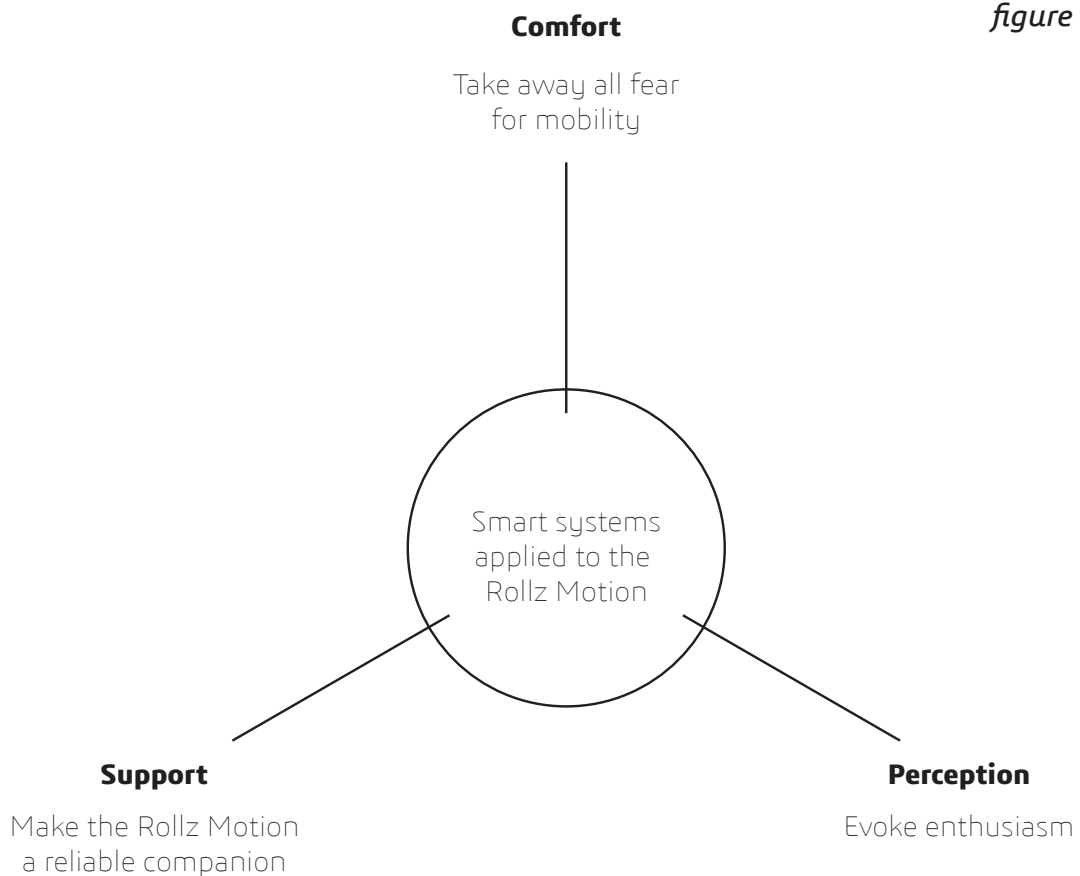 figure
Comfort
Take away all fear
for mobility
Smart systems
applied to the
Rollz Motion
Support
Make the Rollz Motion
a reliable companion
Perception
Evoke enthusiasm